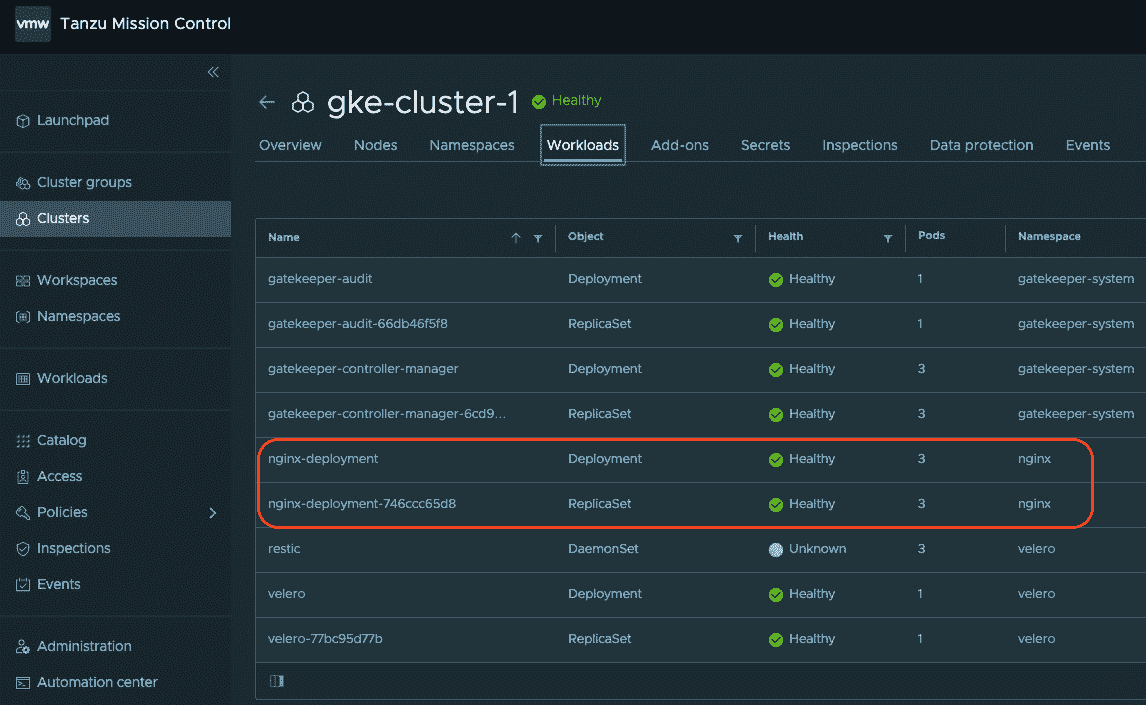 vmw Tanzu Mission Control
Launchpad
Cluster groups
Clusters
Workspaces
Namespaces
Workloads
Catalog
Access
Policies
Inspections
Events
Administration
Automation center
gke-cluster-1 Healthy
Overview Nodes Namespaces Workloads Add-ons Secrets Inspections Data protection Events
Name Object Health Pods Namespace
gatekeeper-audit Deployment Healthy 1 gatekeeper-system
gatekeeper-audit-66db46f5f8 ReplicaSet Healthy 1 gatekeeper-system
gatekeeper-controller-manager Deployment Healthy 3 gatekeeper-system
gatekeeper-controller-manager-6cd9... ReplicaSet Healthy 3 gatekeeper-system
nginx-deployment Deployment Healthy 3 nginx
nginx-deployment-746ccc65d8 ReplicaSet Healthy 3 nginx
restic DaemonSet Unknown 3 velero
velero Deployment Healthy 1 velero
velero-77bc95d77b ReplicaSet Healthy 1 velero